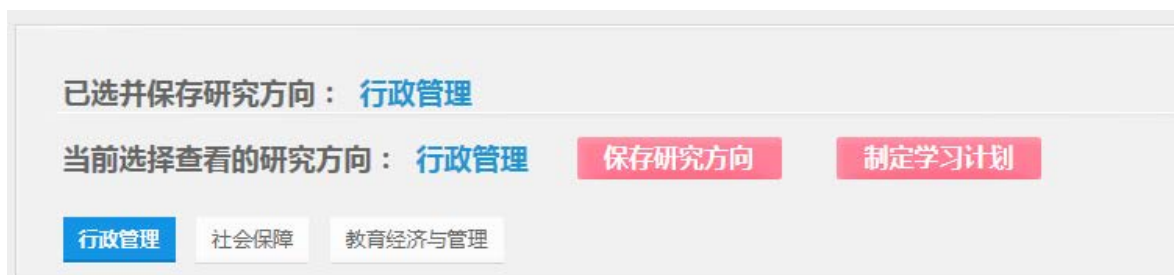 已选并保存研究方向： 行政管理
当前选择查看的研究方向： 行政管理 保存研究方向 制定学习计划
行政管理 社会保障 教育经济与管理